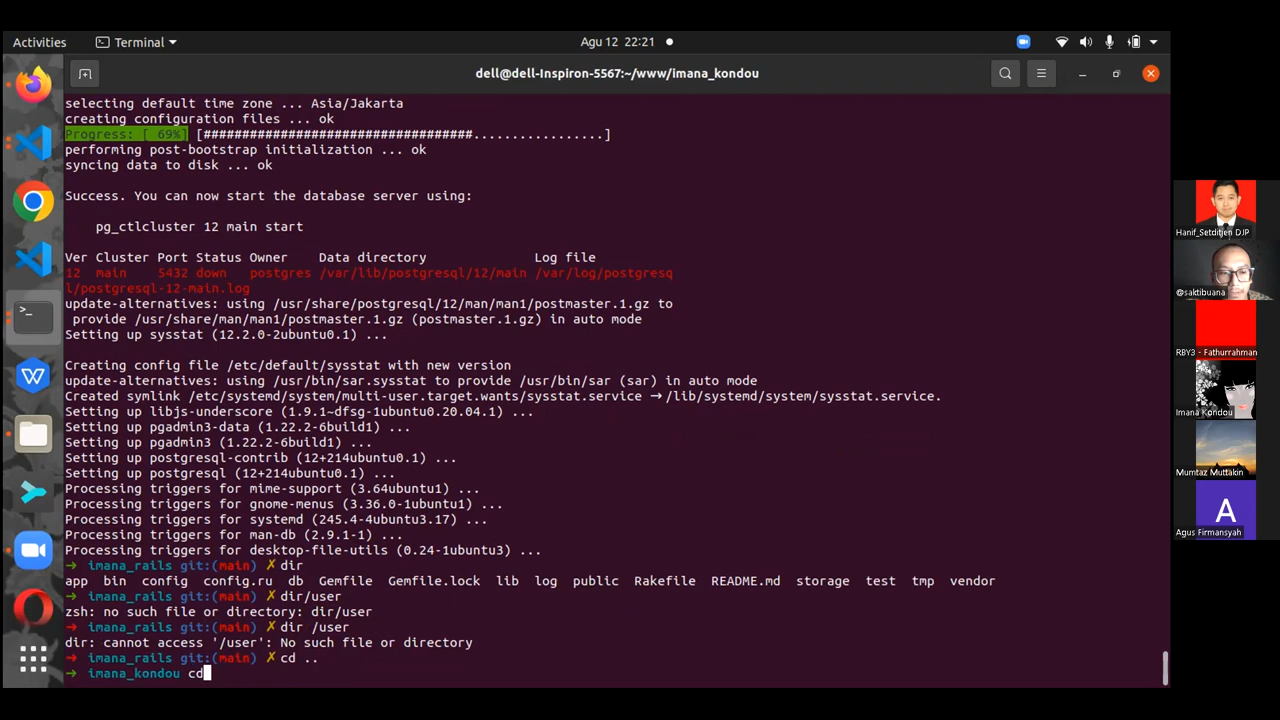 Activities
Terminal
Agu 12 22:21
dell@dell-Inspiron-5567:~/www/imana_kondou
selecting default time zone ... Asia/Jakarta
creating configuration files ... ok
Progress: [ 69%] [###################################.................]
performing post-bootstrap initialization ... ok
syncing data to disk ... ok
Success. You can now start the database server using:
pg_ctlcluster 12 main start
Ver Cluster Port Status Owner Data directory Log file
12 main 5432 down postgres /var/lib/postgresql/12/main /var/log/postgresq
l/postgresql-12-main.log
update-alternatives: using /usr/share/postgresql/12/man/man1/postmaster.1.gz to
provide /usr/share/man/man1/postmaster.1.gz (postmaster.1.gz) in auto mode
Setting up sysstat (12.2.0-2ubuntu0.1) ...
Creating config file /etc/default/sysstat with new version
update-alternatives: using /usr/bin/sar.sysstat to provide /usr/bin/sar (sar) in auto mode
Created symlink /etc/systemd/system/multi-user.target.wants/sysstat.service → /lib/systemd/system/sysstat.service.
Setting up libjs-underscore (1.9.1~dfsg-1ubuntu0.20.04.1) ...
Setting up pgadmin3-data (1.22.2-6build1) ...
Setting up pgadmin3 (1.22.2-6build1) ...
Setting up postgresql-contrib (12+214ubuntu0.1) ...
Setting up postgresql (12+214ubuntu0.1) ...
Processing triggers for mime-support (3.64ubuntu1) ...
Processing triggers for gnome-menus (3.36.0-1ubuntu1) ...
Processing triggers for systemd (245.4-4ubuntu3.17) ...
Processing triggers for man-db (2.9.1-1) ...
Processing triggers for desktop-file-utils (0.24-1ubuntu3) ...
→ imana_rails git:(main) ✗ dir
app bin config config.ru db Gemfile Gemfile.lock lib log public Rakefile README.md storage test tmp vendor
→ imana_rails git:(main) ✗ dir/user
zsh: no such file or directory: dir/user
→ imana_rails git:(main) ✗ dir /user
dir: cannot access '/user': No such file or directory
→ imana_rails git:(main) ✗ cd ..
→ imana_kondou cd
Hanif_Setditjen DJP
@saktibuana
RBY3 - Fathurrahman
Imana Kondou
Mumtaz Muttakin
A
Agus Firmansyah